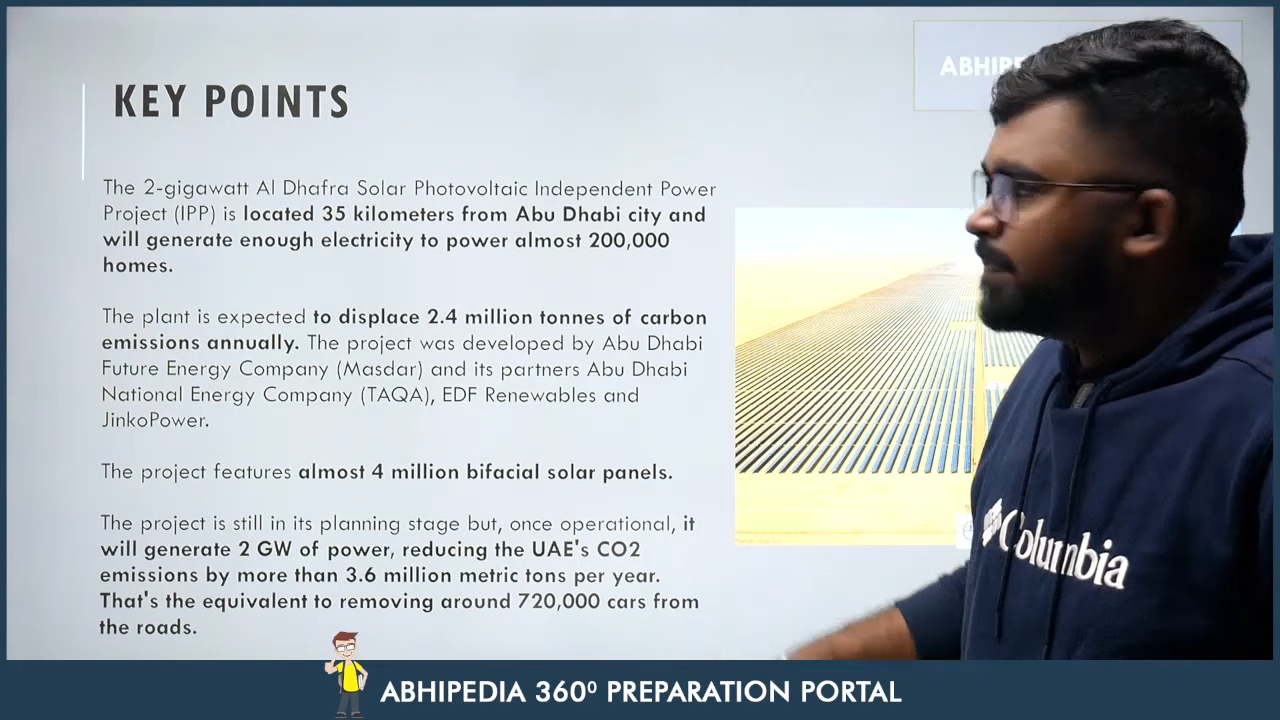 KEY POINTS
The 2-gigawatt Al Dhafra Solar Photovoltaic Independent Power
Project (IPP) is located 35 kilometers from Abu Dhabi city and
will generate enough electricity to power almost 200,000
homes.
The plant is expected to displace 2.4 million tonnes of carbon
emissions annually. The project was developed by Abu Dhabi
Future Energy Company (Masdar) and its partners Abu Dhabi
National Energy Company (TAQA), EDF Renewables and
JinkoPower.
The project features almost 4 million bifacial solar panels.
The project is still in its planning stage but, once operational, it
will generate 2 GW of power, reducing the UAE's CO2
emissions by more than 3.6 million metric tons per year.
That's the equivalent to removing around 720,000 cars from
the roads.
Columbia
ABHIPEDIA 360⁰ PREPARATION PORTAL